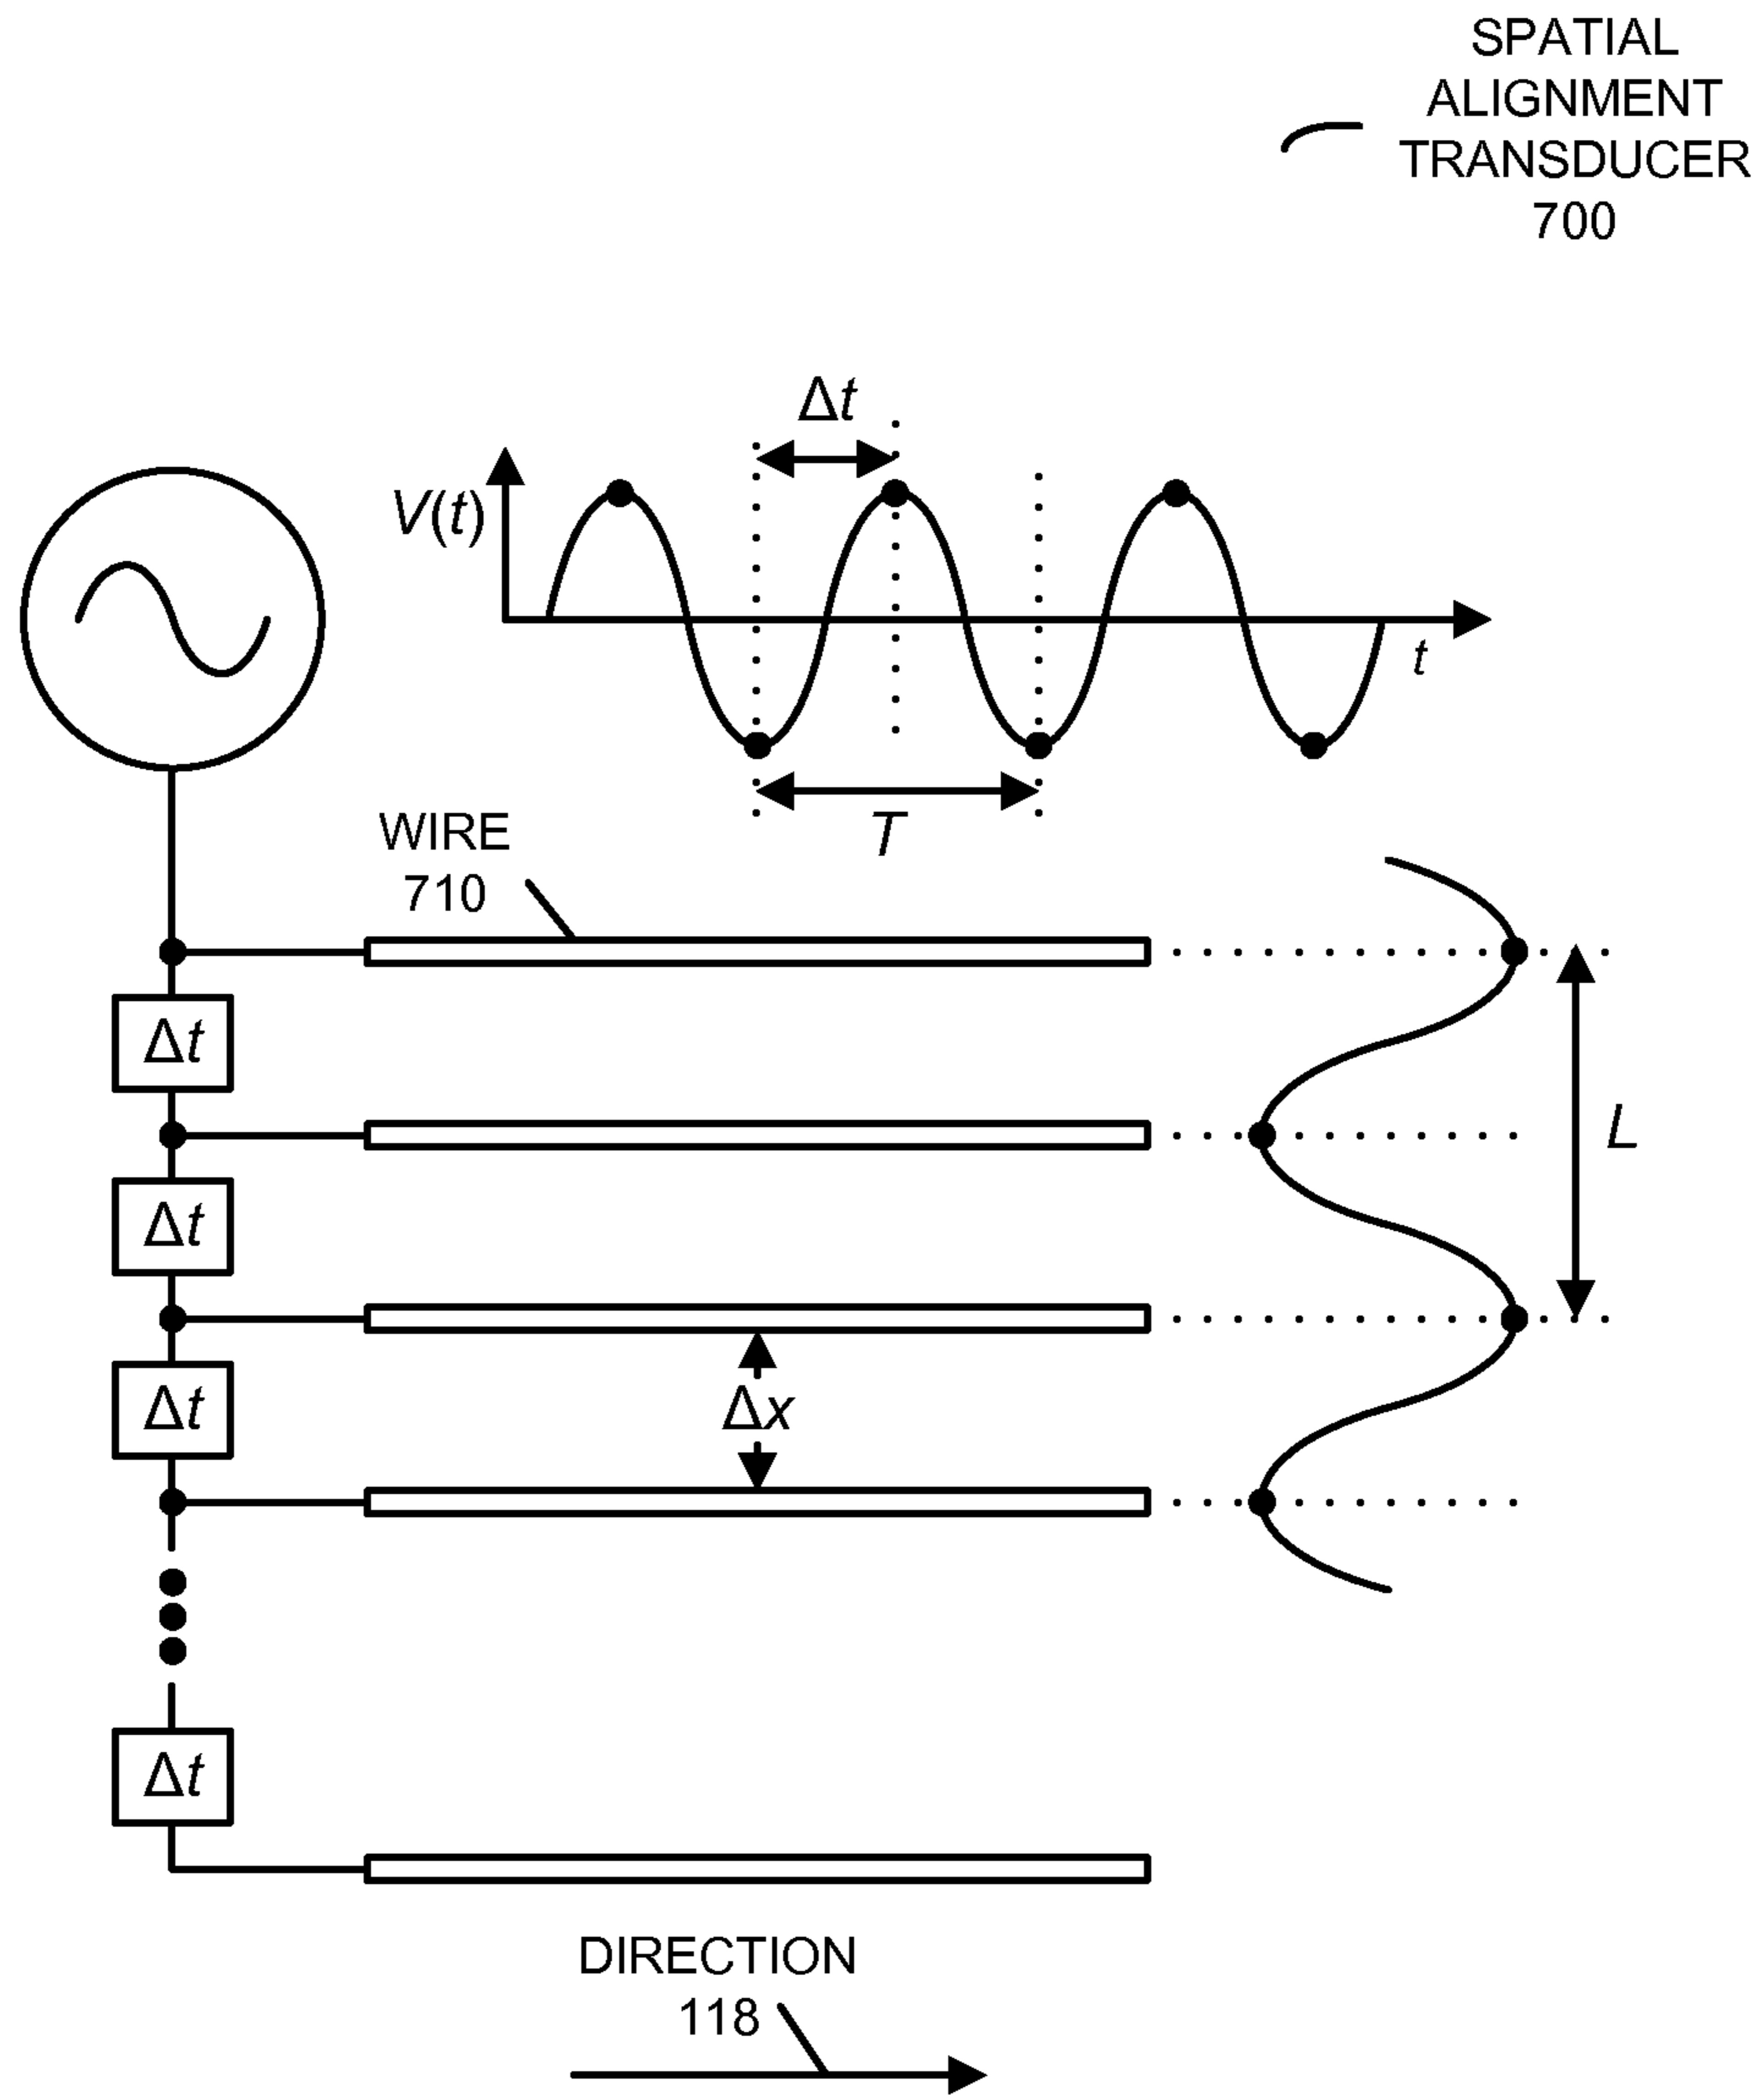 SPATIAL
ALIGNMENT
TRANSDUCER
700
Δt
V(t)
t
T
WIRE
710
Δt
L
Δt
Δt
Δx
Δt
DIRECTION
118